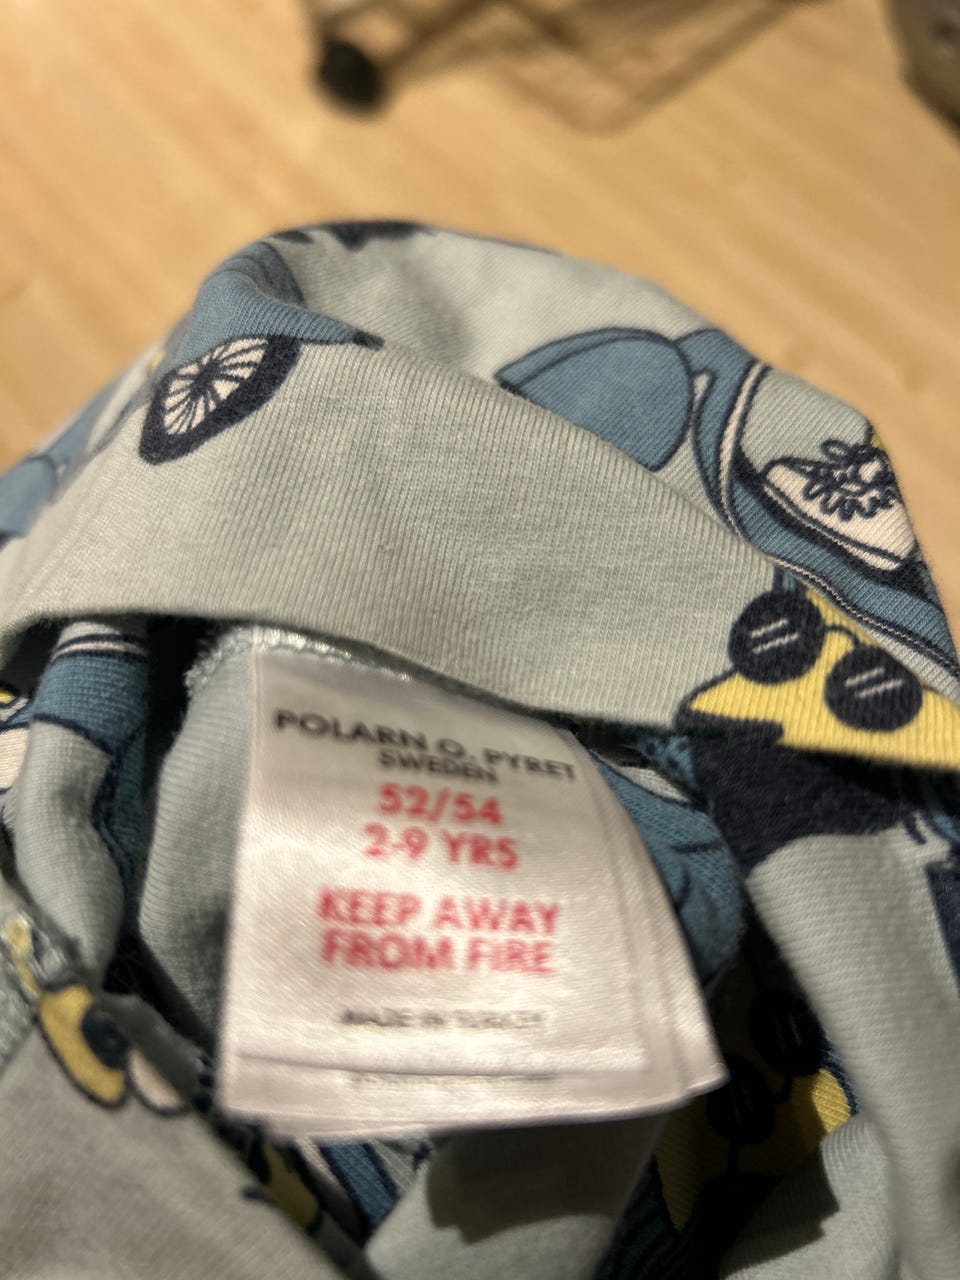 POLARN O. PYRET
SWEDEN
52/54
2-9 YRS
KEEP AWAY
FROM FIRE
MADE IN TURKEY